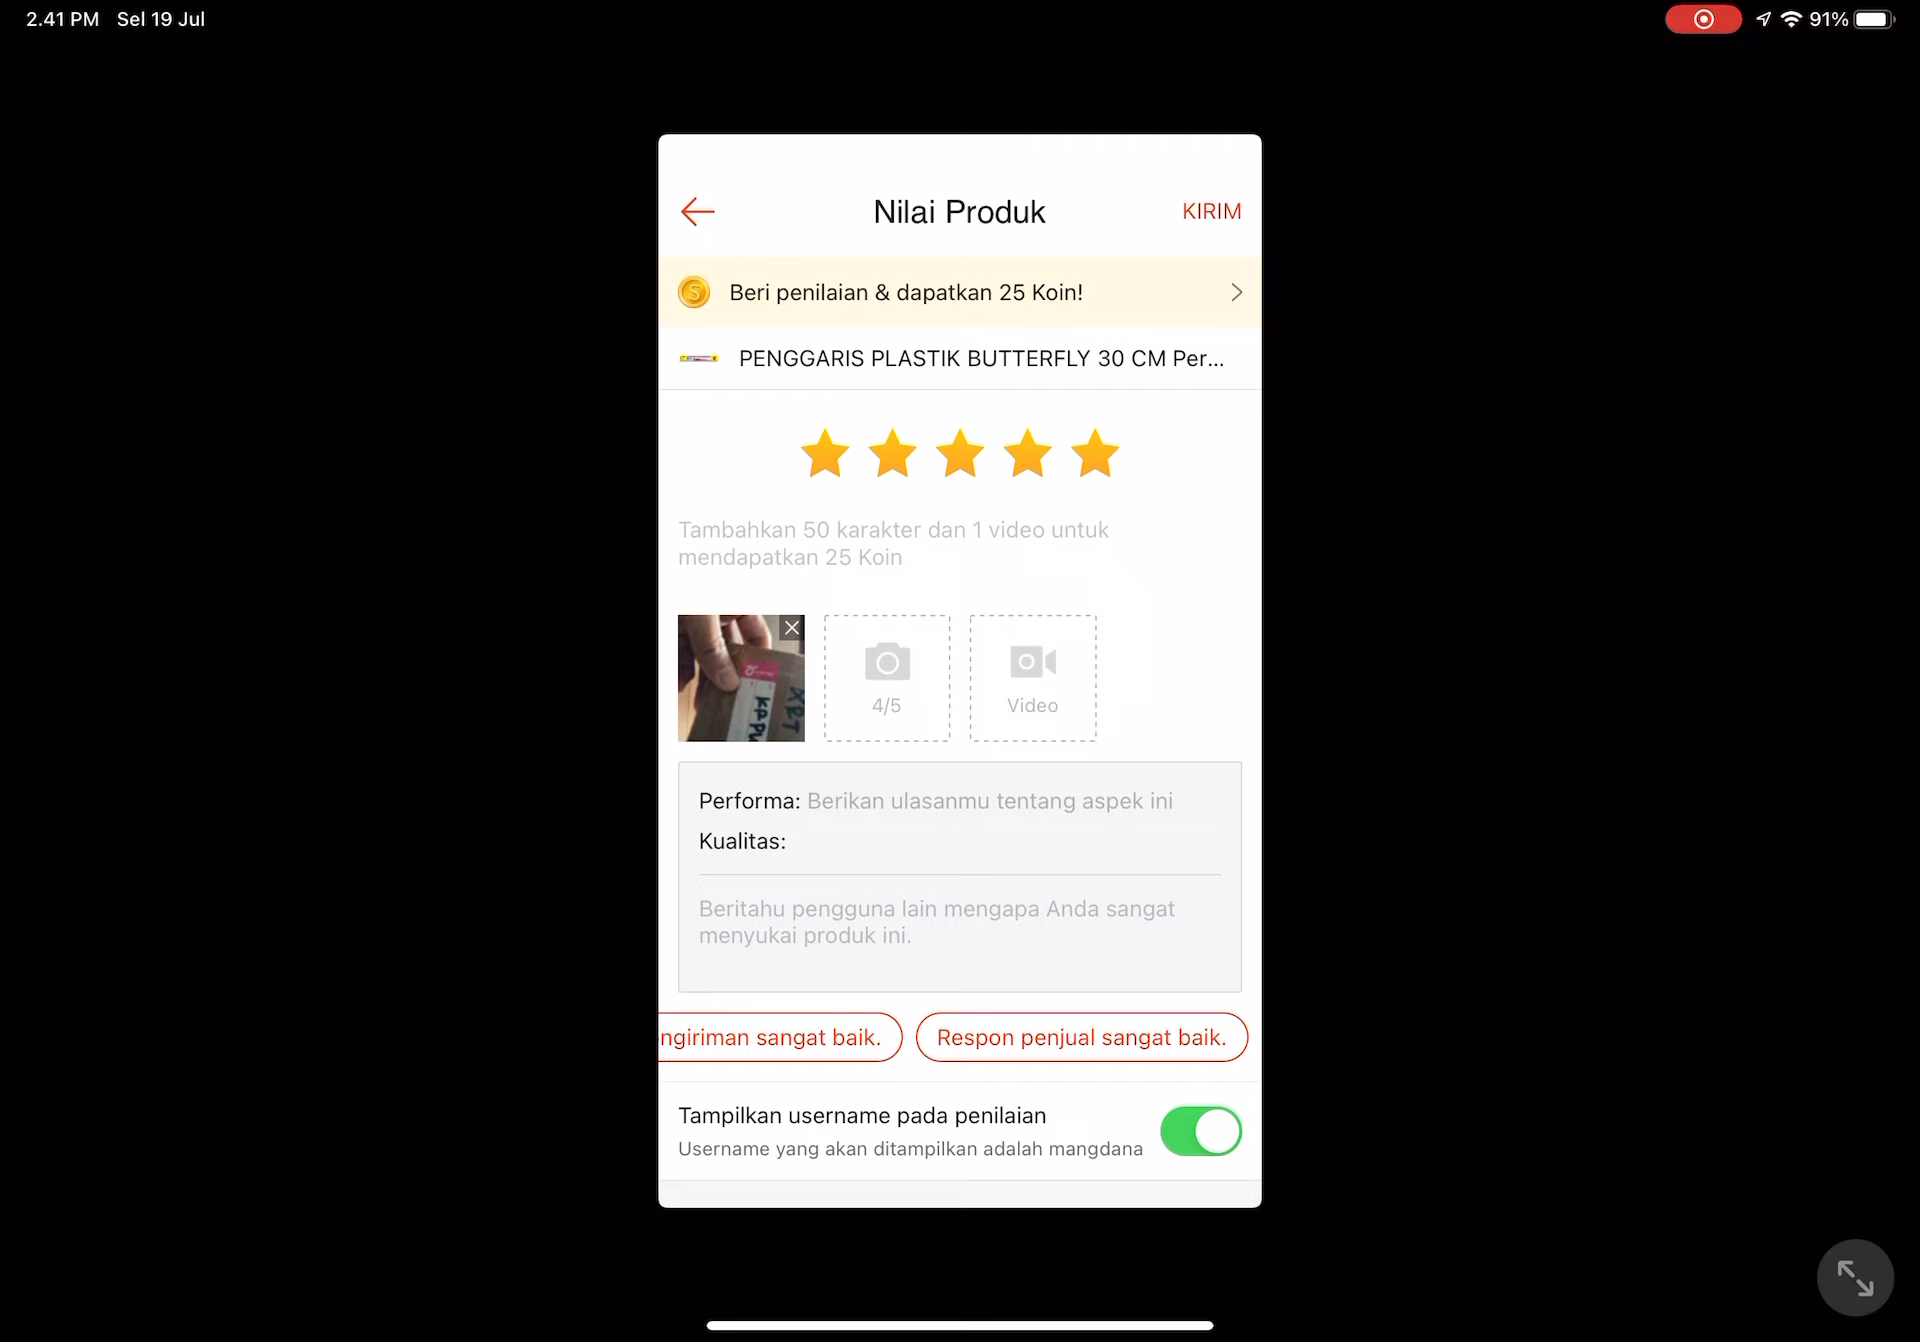 2.41 PM Sel 19 Jul
91%
Nilai Produk
KIRIM
Beri penilaian & dapatkan 25 Koin!
PENGGARIS PLASTIK BUTTERFLY 30 CM Per...
Tambahkan 50 karakter dan 1 video untuk
mendapatkan 25 Koin
4/5
Video
Performa: Berikan ulasanmu tentang aspek ini
Kualitas:
Beritahu pengguna lain mengapa Anda sangat
menyukai produk ini.
ngiriman sangat baik.
Respon penjual sangat baik.
Tampilkan username pada penilaian
Username yang akan ditampilkan adalah mangdana